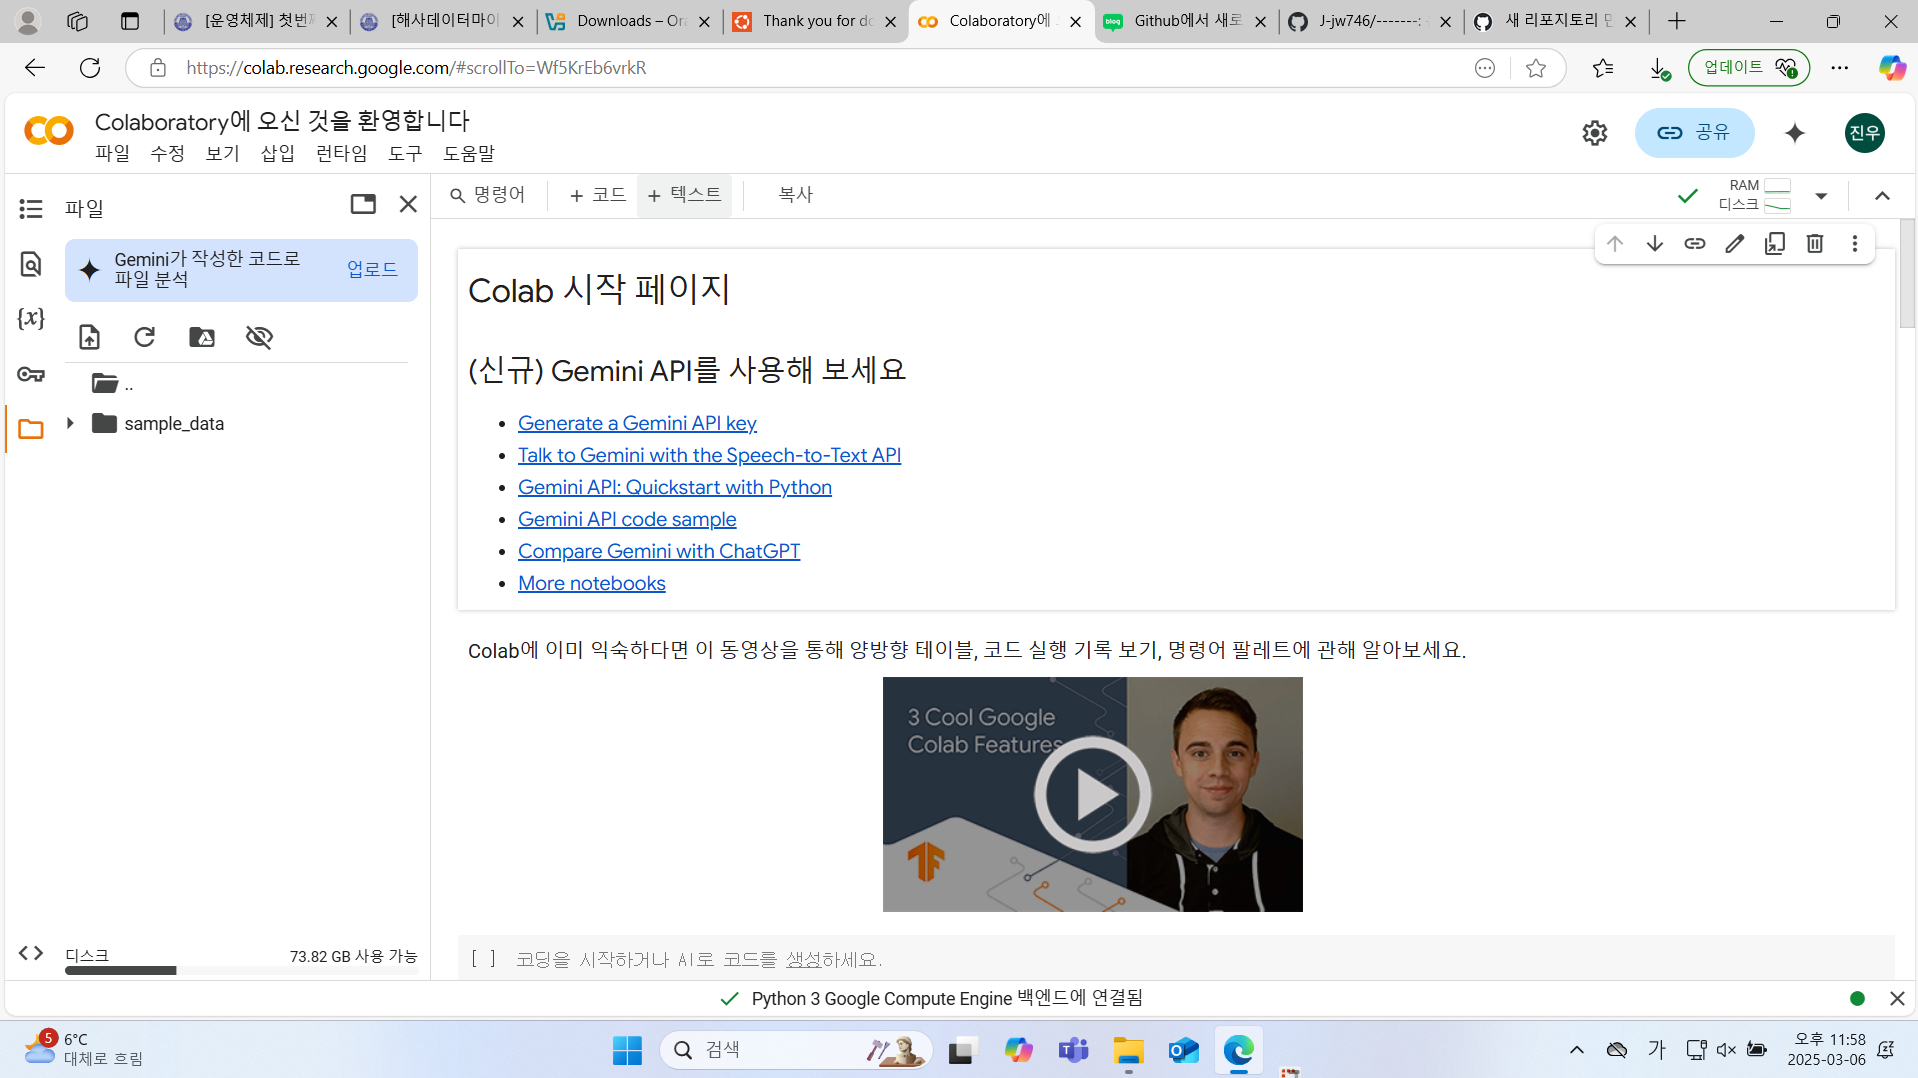 [운영체제] 첫번째
[해사데이터마이
Downloads – Ora
Thank you for do
Colaboratory에
Github에서 새로
J-jw746/-------:
새 리포지토리 만
https://colab.research.google.com/#scrollTo=Wf5KrEb6vrkR
업데이트
Colaboratory에 오신 것을 환영합니다
파일 수정 보기 삽입 런타임 도구 도움말
공유
진우
파일
명령어
+ 코드
+ 텍스트
복사
RAM
디스크
Gemini가 작성한 코드로
파일 분석
업로드
{x}
..
sample_data
Colab 시작 페이지
(신규) Gemini API를 사용해 보세요
• Generate a Gemini API key
• Talk to Gemini with the Speech-to-Text API
• Gemini API: Quickstart with Python
• Gemini API code sample
• Compare Gemini with ChatGPT
• More notebooks
Colab에 이미 익숙하다면 이 동영상을 통해 양방향 테이블, 코드 실행 기록 보기, 명령어 팔레트에 관해 알아보세요.
3 Cool Google
Colab Features
[ ] 코딩을 시작하거나 AI로 코드를 생성하세요.
디스크
73.82 GB 사용 가능
Python 3 Google Compute Engine 백엔드에 연결됨
5
6°C
대체로 흐림
검색
가
오후 11:58
2025-03-06